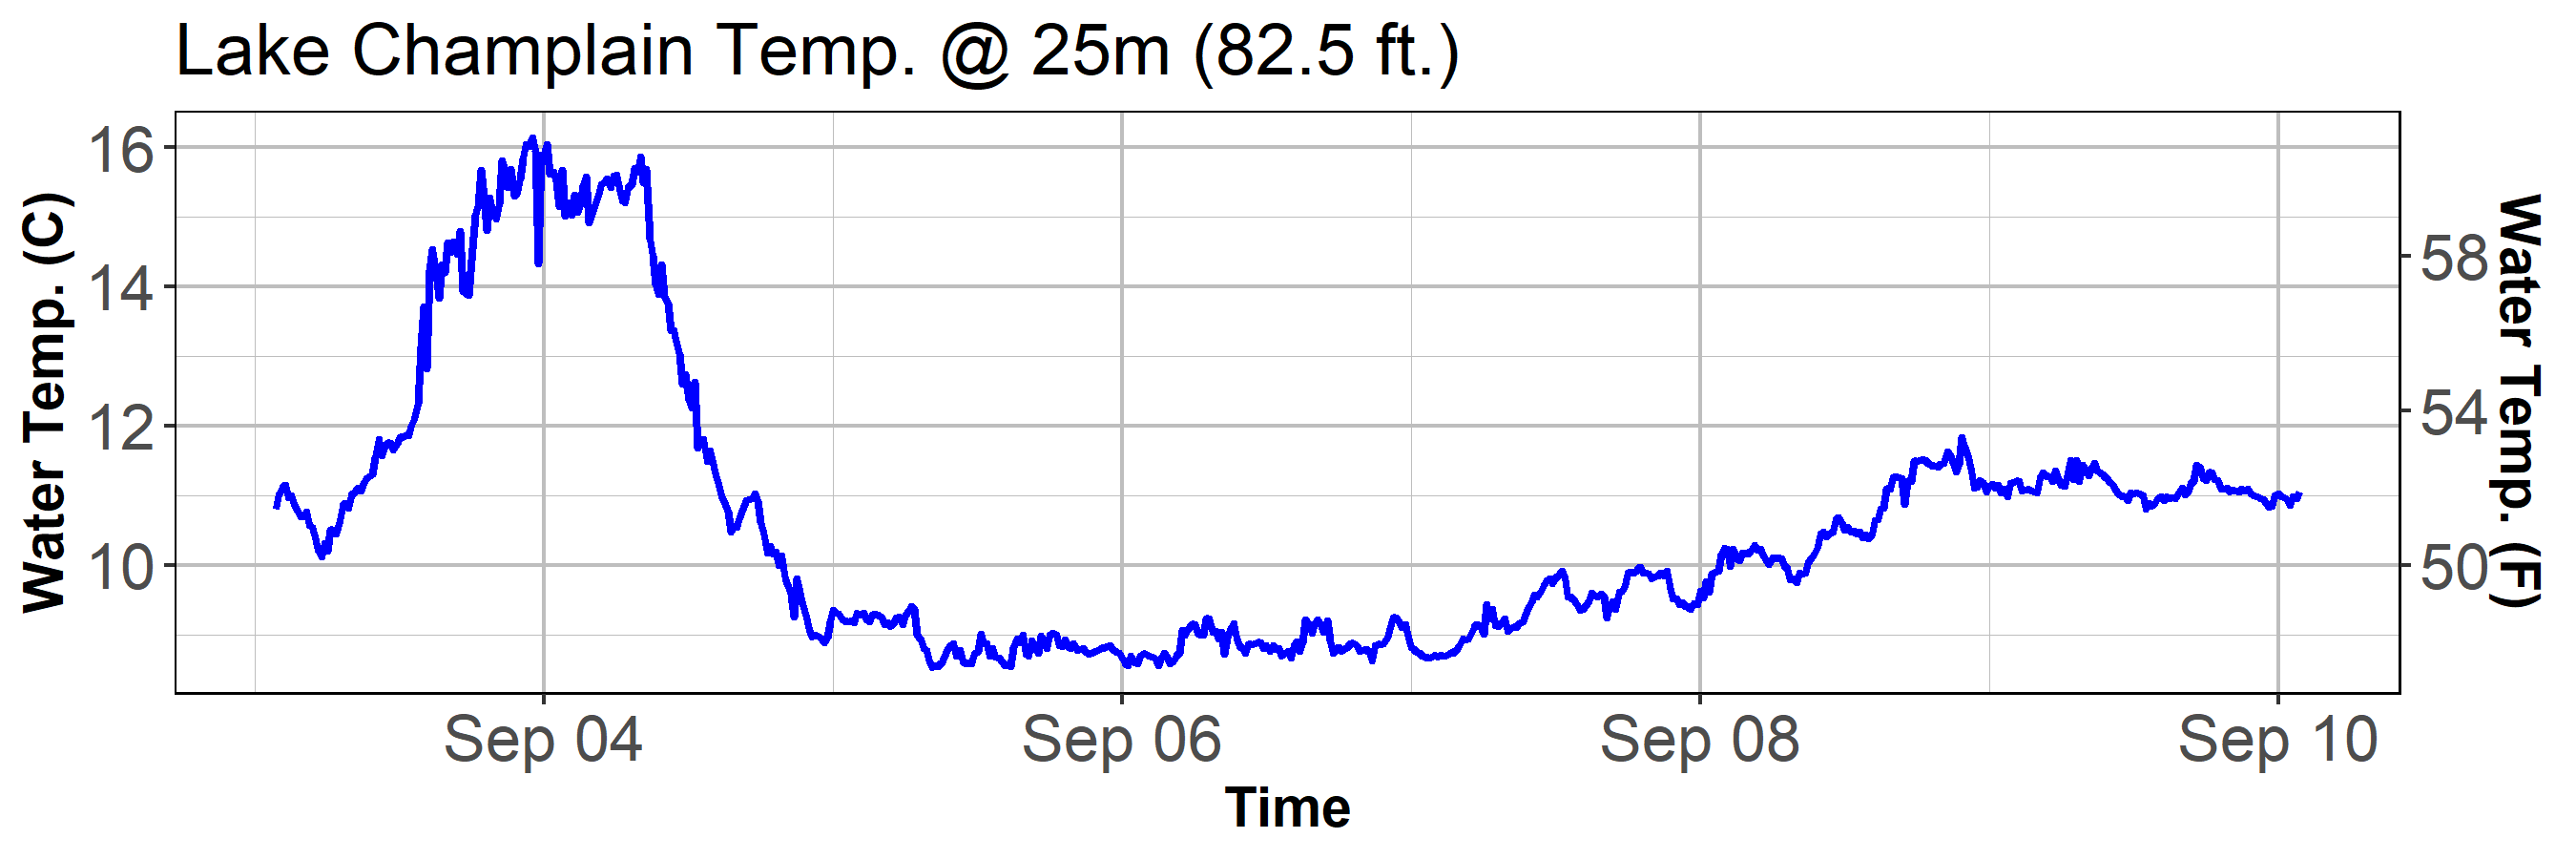 Lake Champlain Temp. @ 25m (82.5 ft.)
Water Temp. (C)
16
14
12
10
58
54
50
Water Temp. (F)
Sep 04
Sep 06
Sep 08
Sep 10
Time